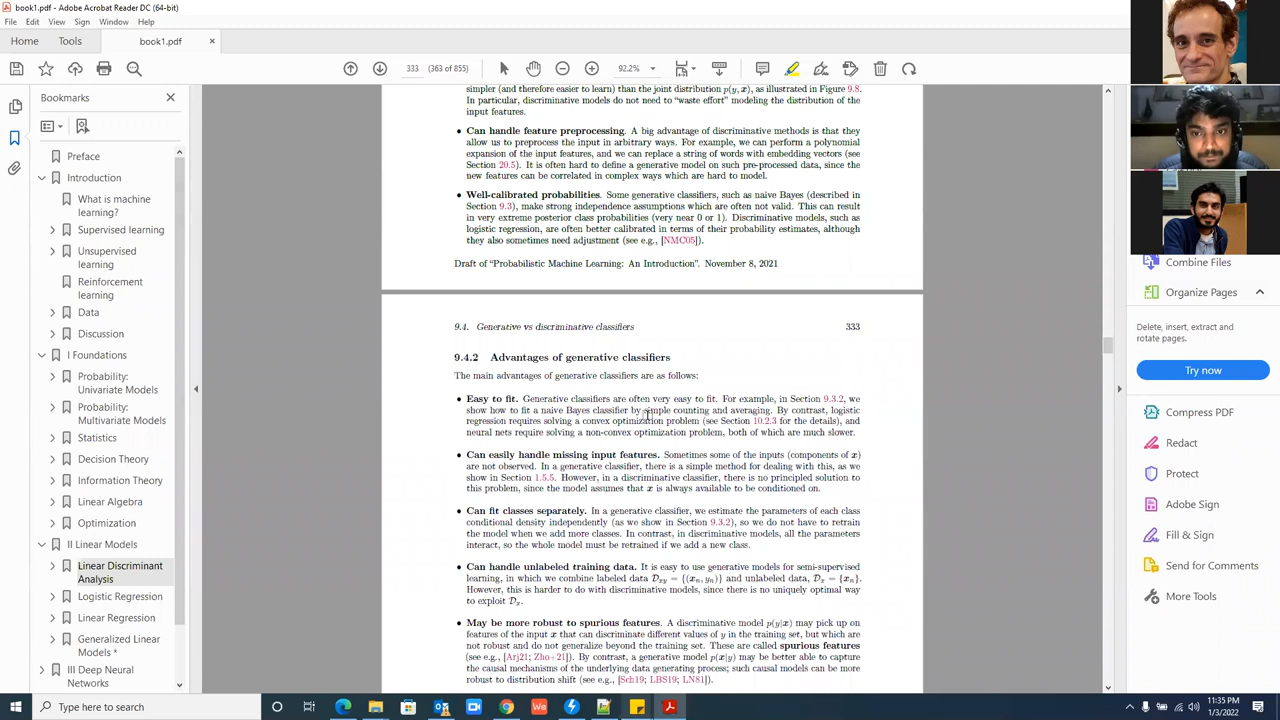 book1.pdf - Adobe Acrobat Reader DC (64-bit)
File Edit View Sign Window Help
Home Tools book1.pdf ×
333 (363 of 855) 92.2%
Bookmarks
Preface
Introduction
What is machine
learning?
Supervised learning
Unsupervised
learning
Reinforcement
learning
Data
Discussion
I Foundations
Probability:
Univariate Models
Probability:
Multivariate Models
Statistics
Decision Theory
Information Theory
Linear Algebra
Optimization
II Linear Models
Linear Discriminant
Analysis
Logistic Regression
Linear Regression
Generalized Linear
Models *
III Deep Neural
Networks
simpler (and therefore easier to learn) than the joint distribution p(y, x), as illustrated in Figure 9.8.
In particular, discriminative models do not need to "waste effort" modeling the distribution of the
input features.
• Can handle feature preprocessing. A big advantage of discriminative methods is that they
allow us to preprocess the input in arbitrary ways. For example, we can perform a polynomial
expansion of the input features, and we can replace a string of words with embedding vectors (see
Section 20.5). It is often hard to define a generative model on such pre-processed data, since the
new features can be correlated in complex ways which are hard to model.
• Well-calibrated probabilities. Some generative classifiers, such as naive Bayes (described in
Section 9.3), make strong independence assumptions which are often not valid. This can result
in very extreme posterior class probabilities (very near 0 or 1). Discriminative models, such as
logistic regression, are often better calibrated in terms of their probability estimates, although
they also sometimes need adjustment (see e.g., [NMC05]).
Draft of "Probabilistic Machine Learning: An Introduction". November 8, 2021
9.4. Generative vs discriminative classifiers 333
9.4.2 Advantages of generative classifiers
The main advantages of generative classifiers are as follows:
• Easy to fit. Generative classifiers are often very easy to fit. For example, in Section 9.3.2, we
show how to fit a naive Bayes classifier by simple counting and averaging. By contrast, logistic
regression requires solving a convex optimization problem (see Section 10.2.3 for the details), and
neural nets require solving a non-convex optimization problem, both of which are much slower.
• Can easily handle missing input features. Sometimes some of the inputs (components of x)
are not observed. In a generative classifier, there is a simple method for dealing with this, as we
show in Section 1.5.5. However, in a discriminative classifier, there is no principled solution to
this problem, since the model assumes that x is always available to be conditioned on.
• Can fit classes separately. In a generative classifier, we estimate the parameters of each class
conditional density independently (as we show in Section 9.3.2), so we do not have to retrain
the model when we add more classes. In contrast, in discriminative models, all the parameters
interact, so the whole model must be retrained if we add a new class.
• Can handle unlabeled training data. It is easy to use generative models for semi-supervised
learning, in which we combine labeled data Dxy = {(xn, yn)} and unlabeled data, Dx = {xn}.
However, this is harder to do with discriminative models, since there is no uniquely optimal way
to exploit Dx.
• May be more robust to spurious features. A discriminative model p(y|x) may pick up on
features of the input x that can discriminate different values of y in the training set, but which are
not robust and do not generalize beyond the training set. These are called spurious features
(see e.g., [Arj21; Zho+21]). By contrast, a generative model p(x|y) may be better able to capture
the causal mechanisms of the underlying data generating process; such causal models can be more
robust to distribution shift (see e.g., [Sch19; LBS19; LN81]).
Combine Files
Organize Pages
Delete, insert, extract and
rotate pages.
Try now
Compress PDF
Redact
Protect
Adobe Sign
Fill & Sign
Send for Comments
More Tools
Type here to search
We
11:35 PM
1/3/2022